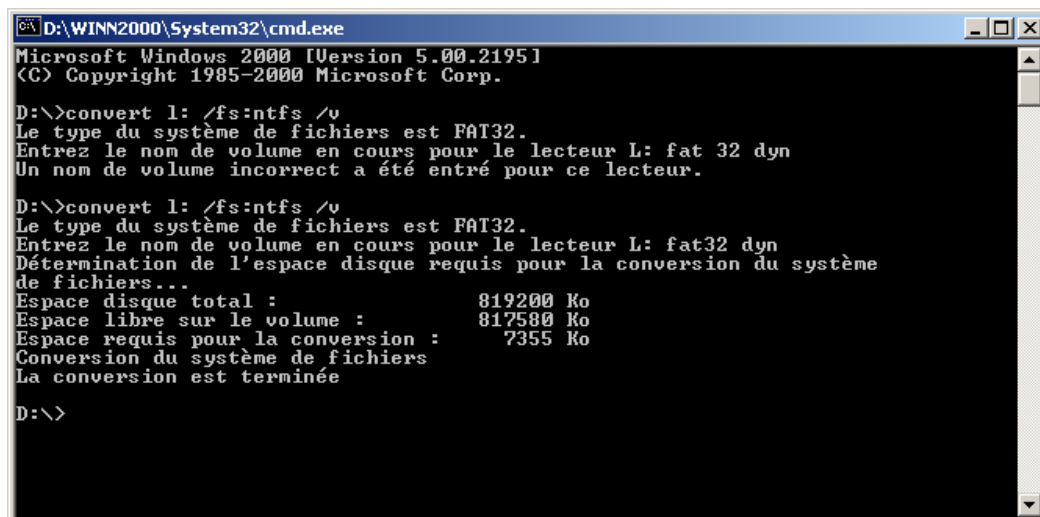 D:\WINN2000\System32\cmd.exe
Microsoft Windows 2000 [Version 5.00.2195]
(C) Copyright 1985-2000 Microsoft Corp.
D:\>convert l: /fs:ntfs /v
Le type du système de fichiers est FAT32.
Entrez le nom de volume en cours pour le lecteur L: fat 32 dyn
Un nom de volume incorrect a été entré pour ce lecteur.
D:\>convert l: /fs:ntfs /v
Le type du système de fichiers est FAT32.
Entrez le nom de volume en cours pour le lecteur L: fat32 dyn
Détermination de l'espace disque requis pour la conversion du système
de fichiers...
Espace disque total : 819200 Ko
Espace libre sur le volume : 817580 Ko
Espace requis pour la conversion : 7355 Ko
Conversion du système de fichiers
La conversion est terminée
D:\>